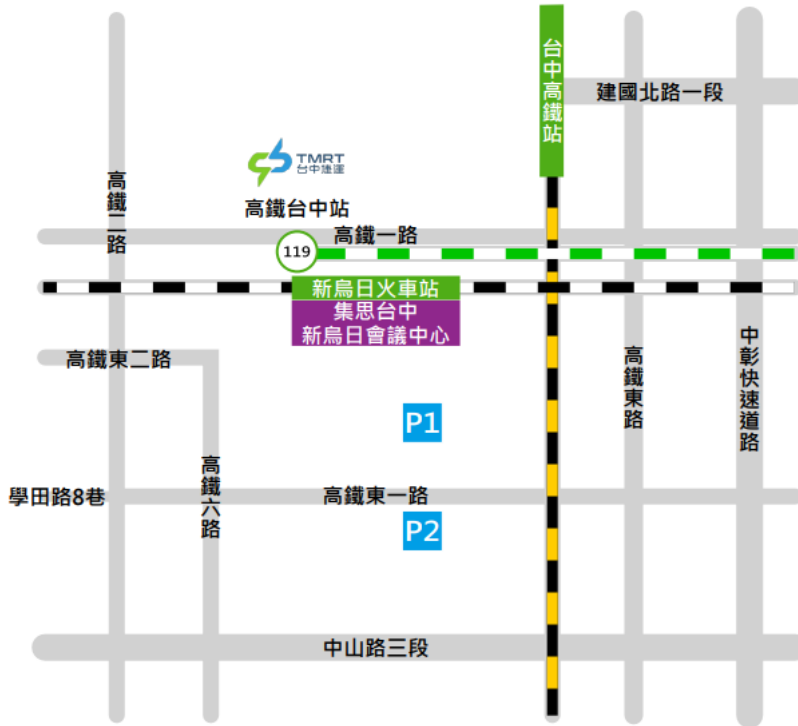 台中高鐵站
建國北路一段
TMRT
台中捷運
高鐵二路
高鐵台中站
高鐵一路
119
新烏日火車站
集思台中
新烏日會議中心
高鐵東二路
高鐵東路
中彰快速道路
P1
高鐵六路
學田路8巷
高鐵東一路
P2
中山路三段